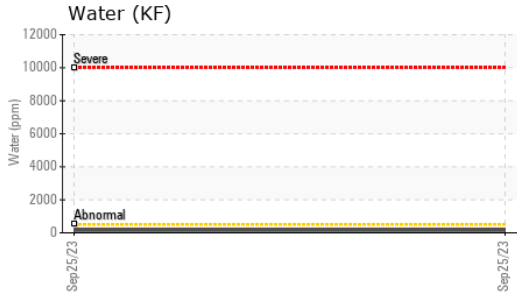 Water (KF)
12000
Severe
10000
8000
Water (ppm)
6000
4000
2000
Abnormal
0
Sep25/23
Sep25/23